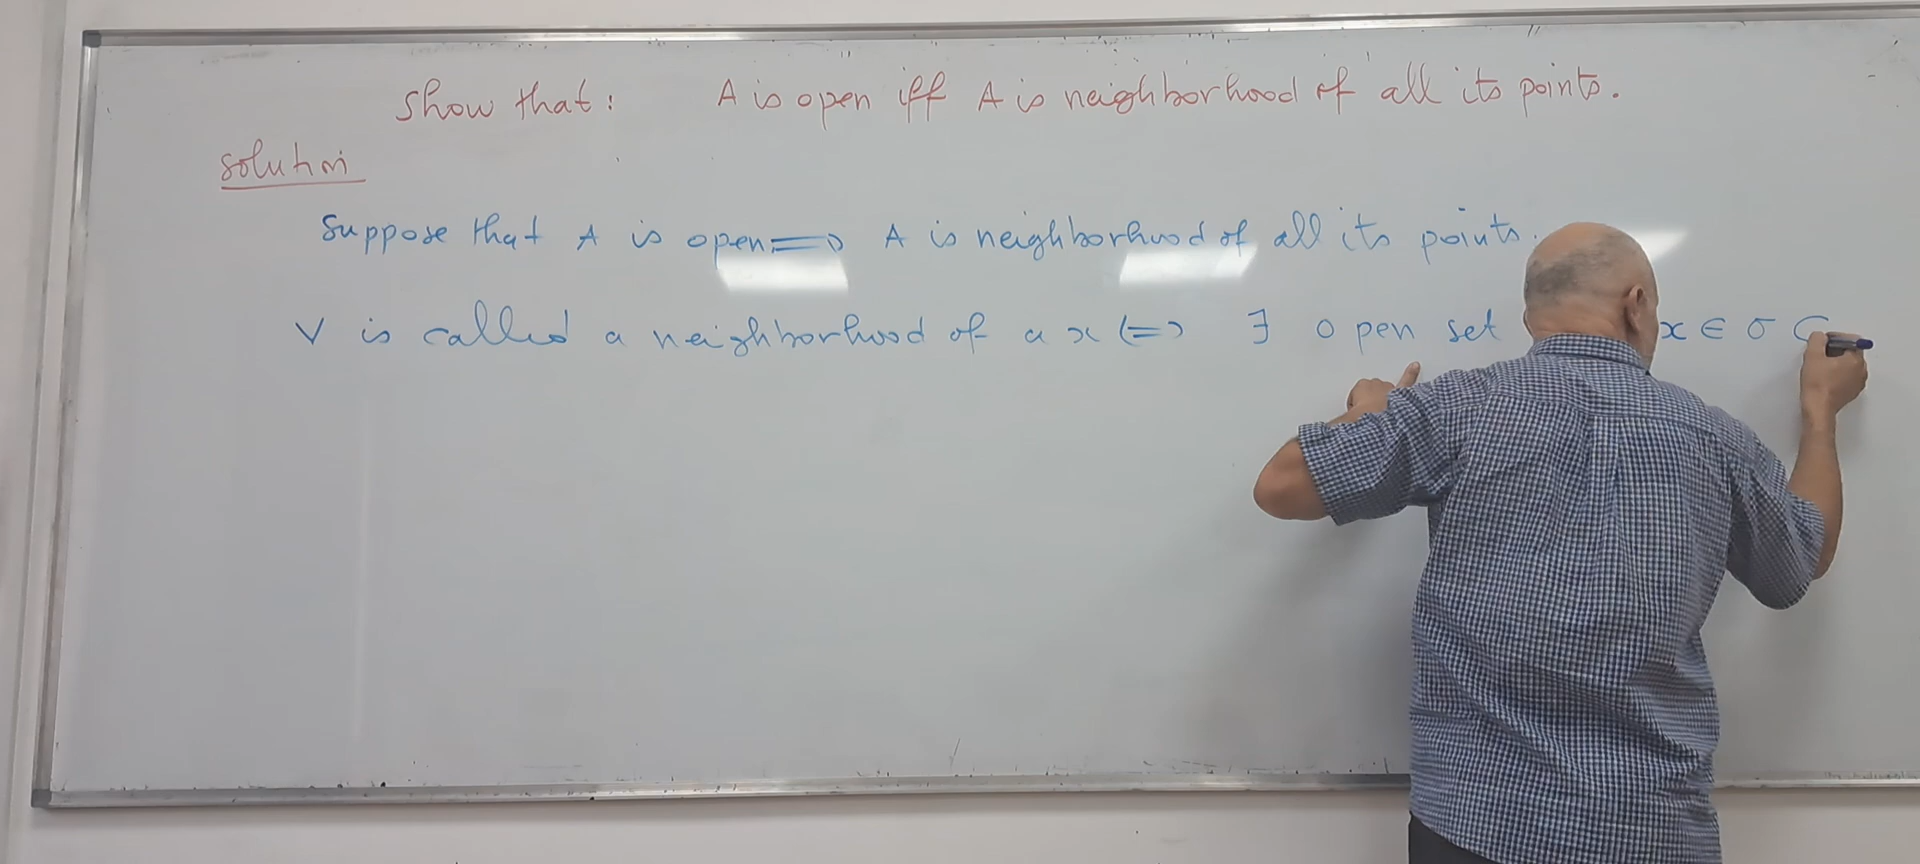 Show that: A is open iff A is neighborhood of all its points.
Solution
Suppose that A is open ⟹ A is neighborhood of all its points.
V is called a neighborhood of a x ⟺ ∃ open set x ∈ σ ⊂